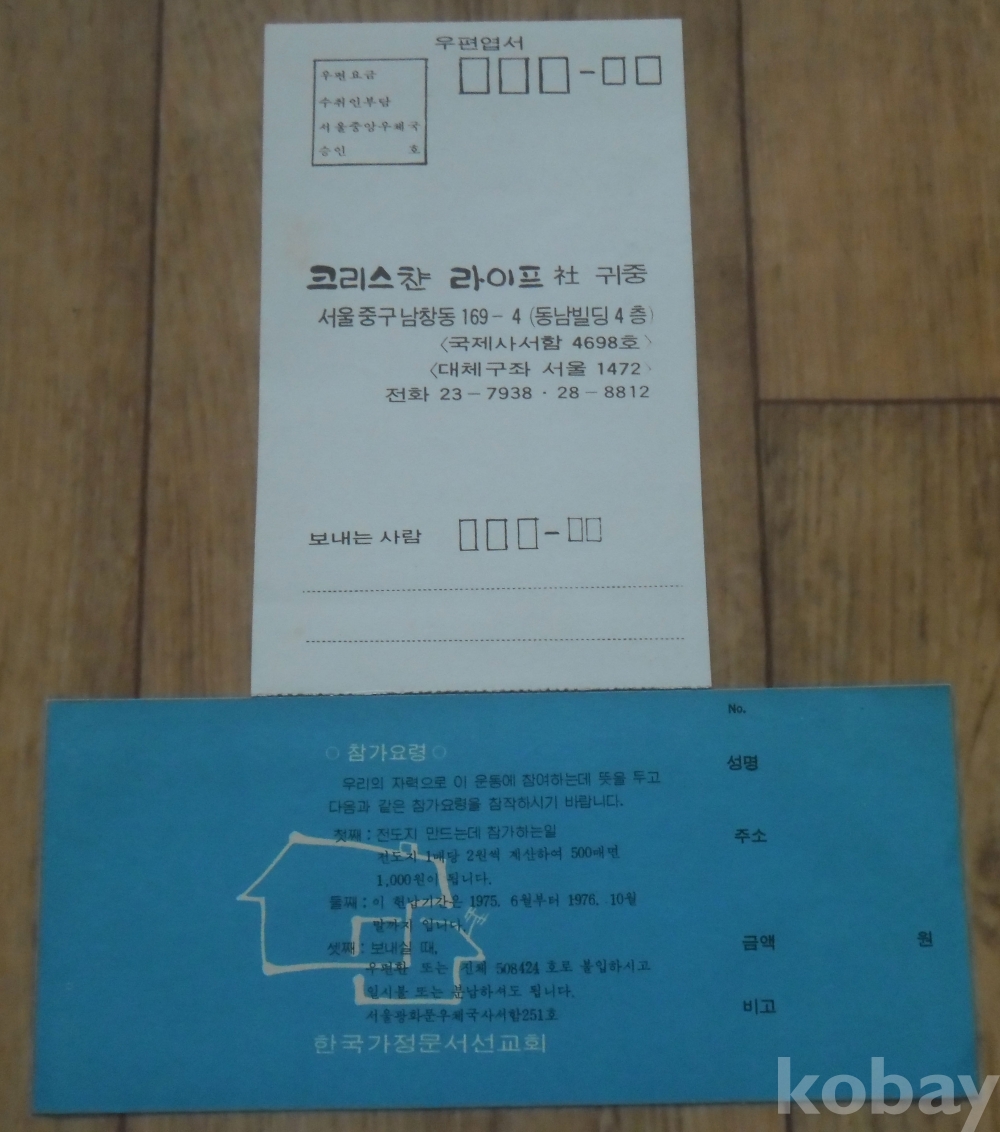 우편엽서
우편요금
수취인부담
서울중앙우체국
승인 호
크리스챤 라이프 社 귀중
서울중구남창동 169-4 (동남빌딩 4층)
<국제사서함 4698호>
<대체구좌 서울 1472>
전화 23-7938 · 28-8812
보내는 사람
○ 참가요령 ○
우리의 자력으로 이 운동에 참여하는데 뜻을 두고
다음과 같은 참가요령을 참작하시기 바랍니다.
첫째 : 전도지 만드는데 참가하는일
전도지 1매당 2원씩 계산하여 500매면
1,000원이 됩니다.
둘째 : 이 헌납기간은 1975. 6월부터 1976. 10월
말까지 입니다.
셋째 : 보내실 때,
우편환 또는 진체 508424 호로 불입하시고
일시불 또는 분납하셔도 됩니다.
서울광화문우체국사서함251호
한국가정문서선교회
No.
성명
주소
금액 원
비고
kobay